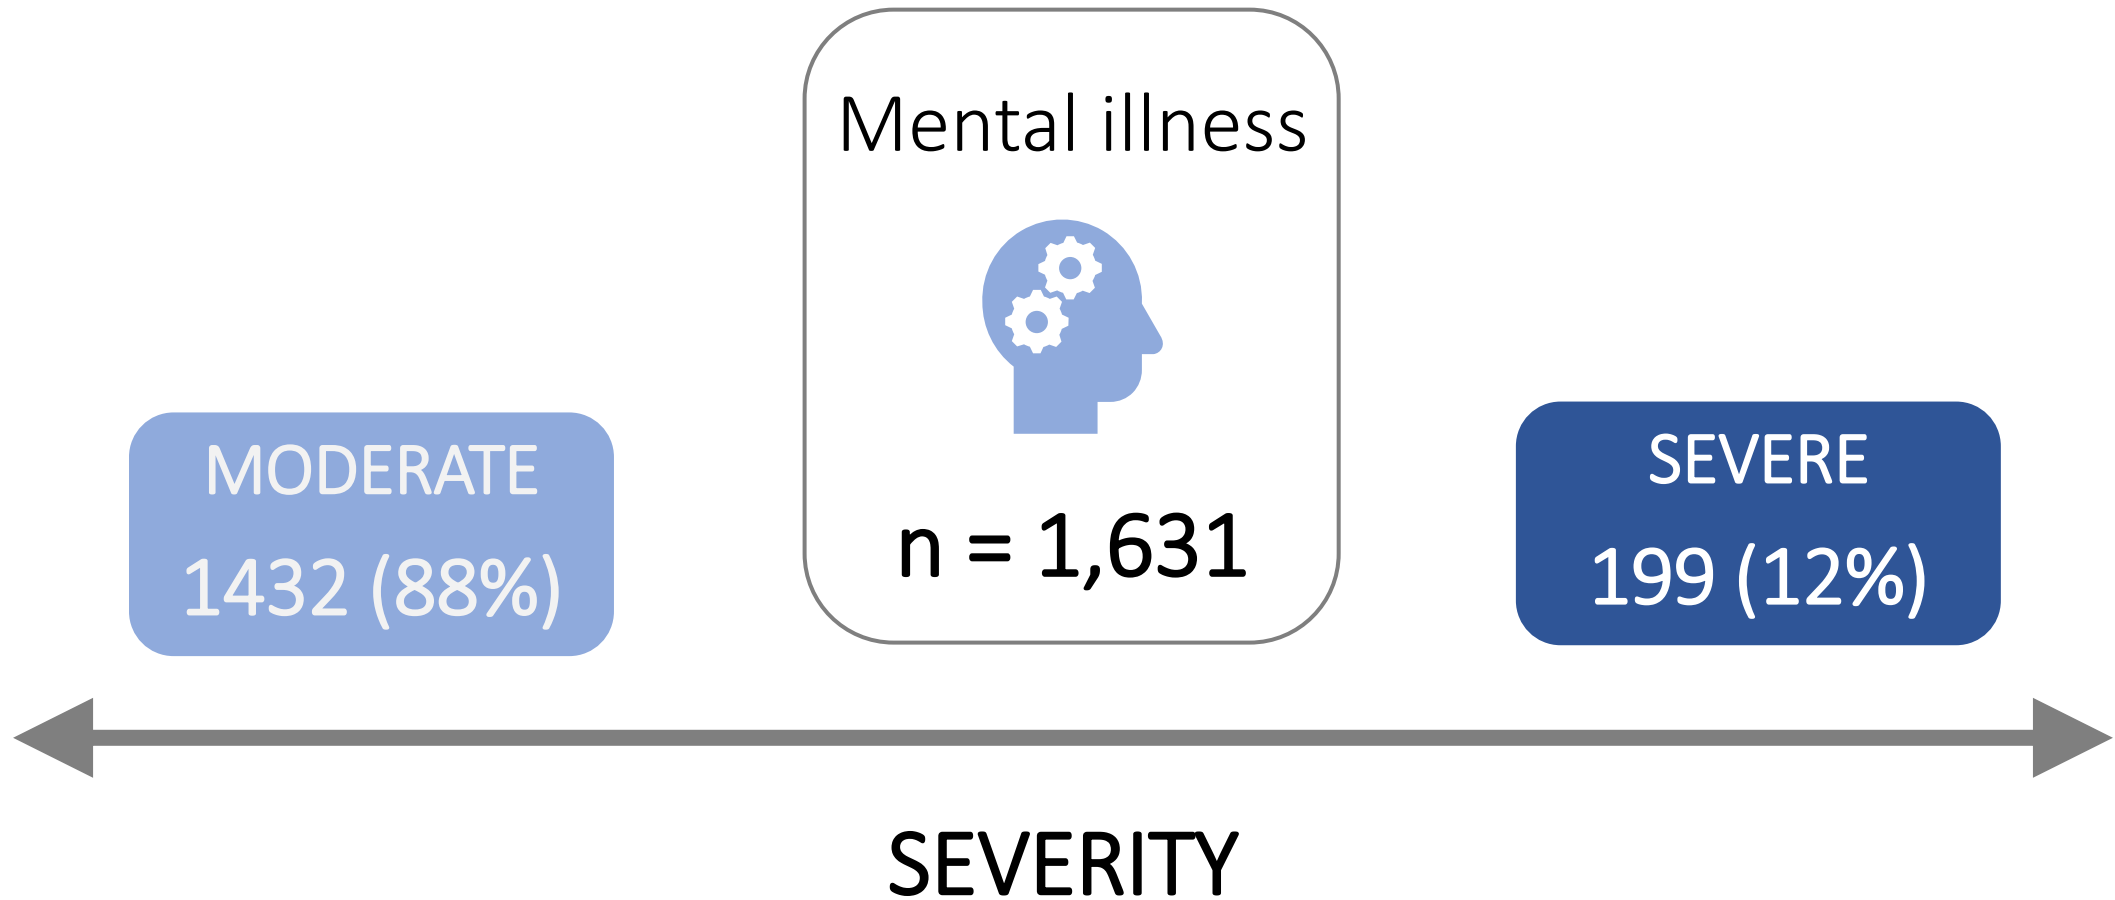 Mental illness
n = 1,631
MODERATE
1432 (88%)
SEVERE
199 (12%)
SEVERITY